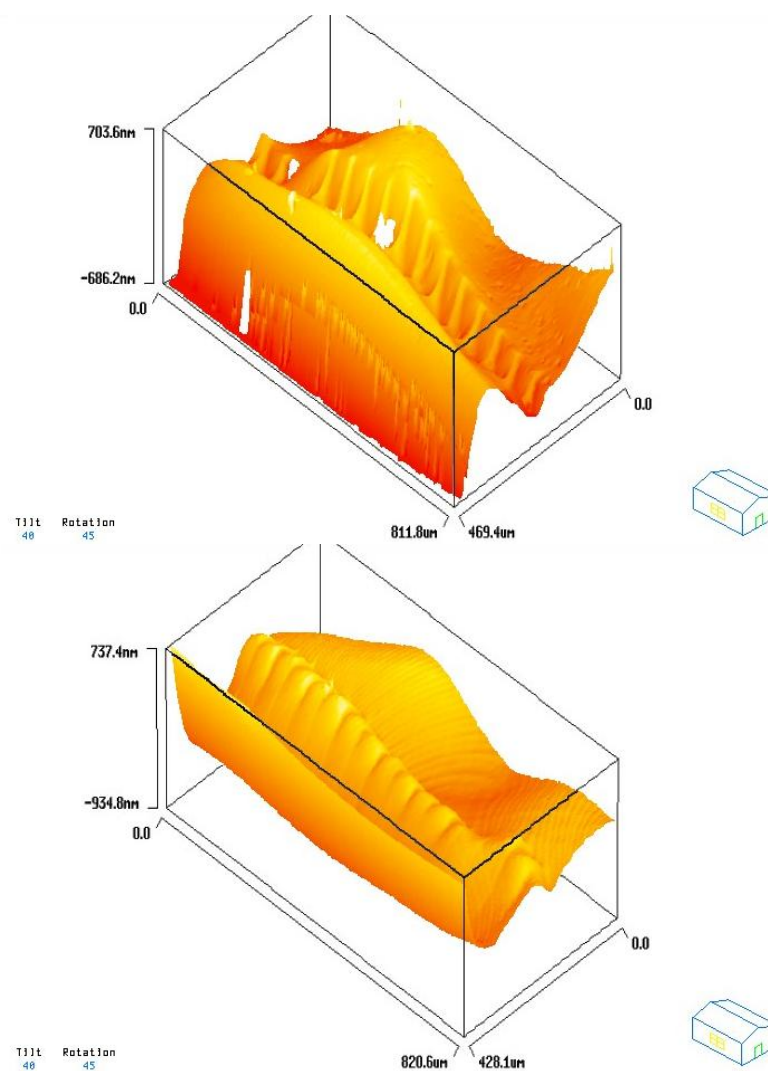 703.6nm
-686.2nm
0.0
0.0
811.8um
469.4um
Tilt Rotation
40 45
737.4nm
-934.8nm
0.0
0.0
820.6um
428.1um
Tilt Rotation
40 45